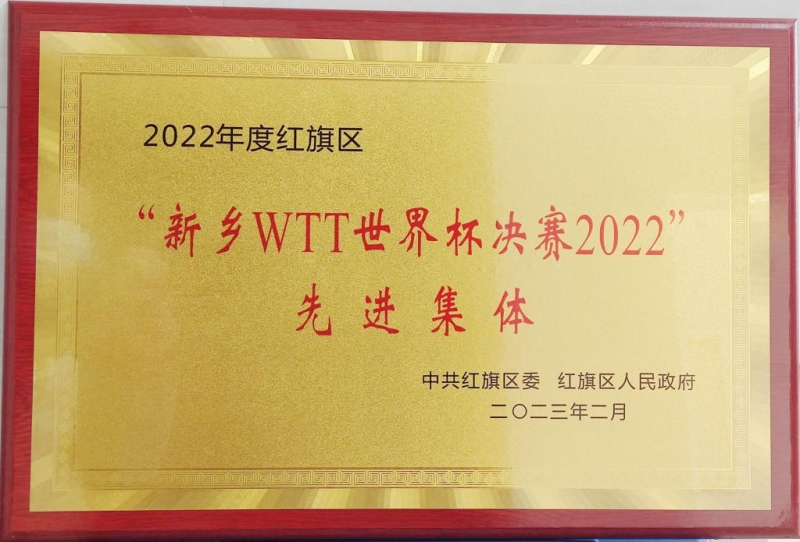 2022年度红旗区
“新乡WTT世界杯决赛2022”
先进集体
中共红旗区委 红旗区人民政府
二〇二三年二月